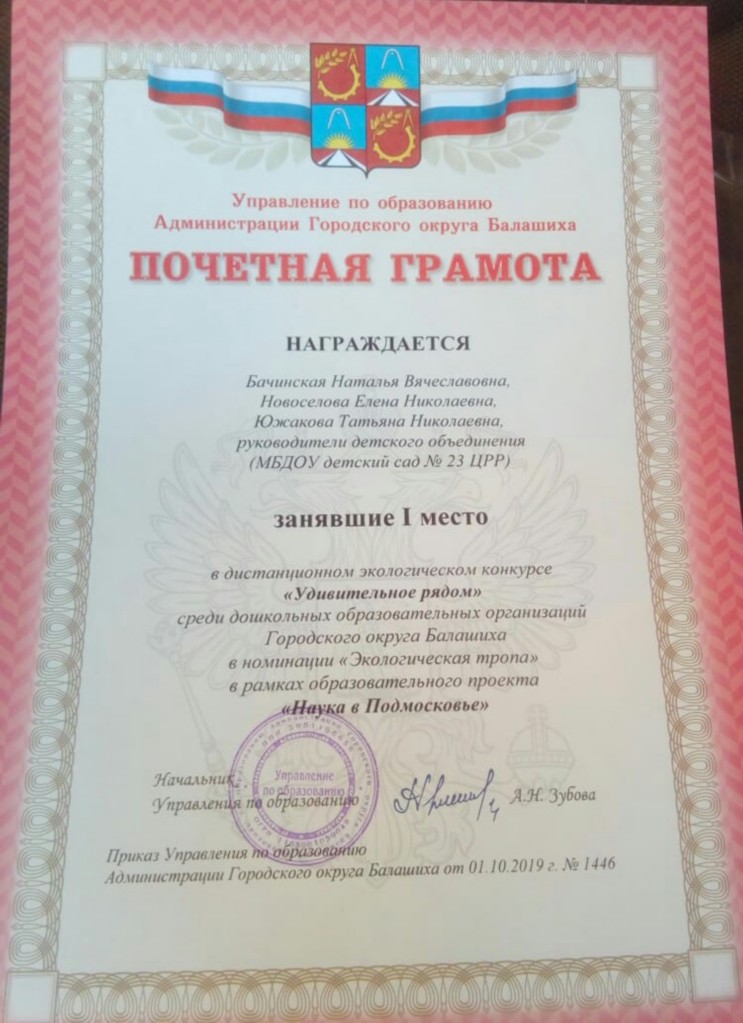 Управление по образованию
Администрации Городского округа Балашиха
ПОЧЕТНАЯ ГРАМОТА
НАГРАЖДАЕТСЯ
Бачинская Наталья Вячеславовна,
Новоселова Елена Николаевна,
Южакова Татьяна Николаевна,
руководители детского объединения
(МБДОУ детский сад № 23 ЦРР)
занявшие I место
в дистанционном экологическом конкурсе
«Удивительное рядом»
среди дошкольных образовательных организаций
Городского округа Балашиха
в номинации «Экологическая тропа»
в рамках образовательного проекта
«Наука в Подмосковье»
Начальник
Управления по образованию
А.Н. Зубова
Управление
по образованию
Приказ Управления по образованию
Администрации Городского округа Балашиха от 01.10.2019 г. № 1446